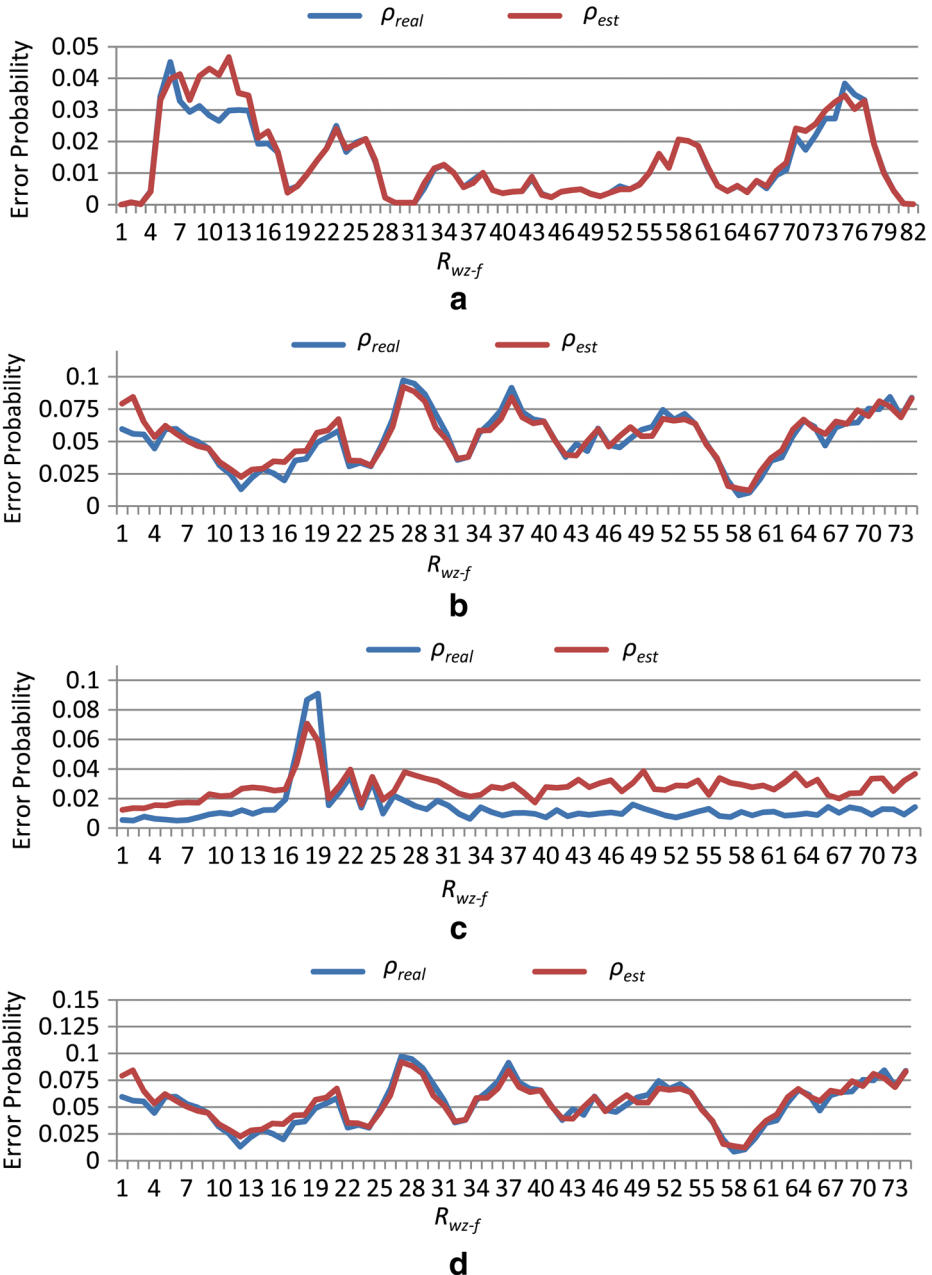 ρreal ρest
Error Probability
0.05
0.04
0.03
0.02
0.01
0
1 4 7 10 13 16 19 22 25 28 31 34 37 40 43 46 49 52 55 58 61 64 67 70 73 76 79 82
Rwz-f
a
ρreal ρest
Error Probability
0.1
0.075
0.05
0.025
0
1 4 7 10 13 16 19 22 25 28 31 34 37 40 43 46 49 52 55 58 61 64 67 70 73
Rwz-f
b
ρreal ρest
Error Probability
0.1
0.08
0.06
0.04
0.02
0
1 4 7 10 13 16 19 22 25 28 31 34 37 40 43 46 49 52 55 58 61 64 67 70 73
Rwz-f
c
ρreal ρest
Error Probability
0.15
0.125
0.1
0.075
0.05
0.025
0
1 4 7 10 13 16 19 22 25 28 31 34 37 40 43 46 49 52 55 58 61 64 67 70 73
Rwz-f
d